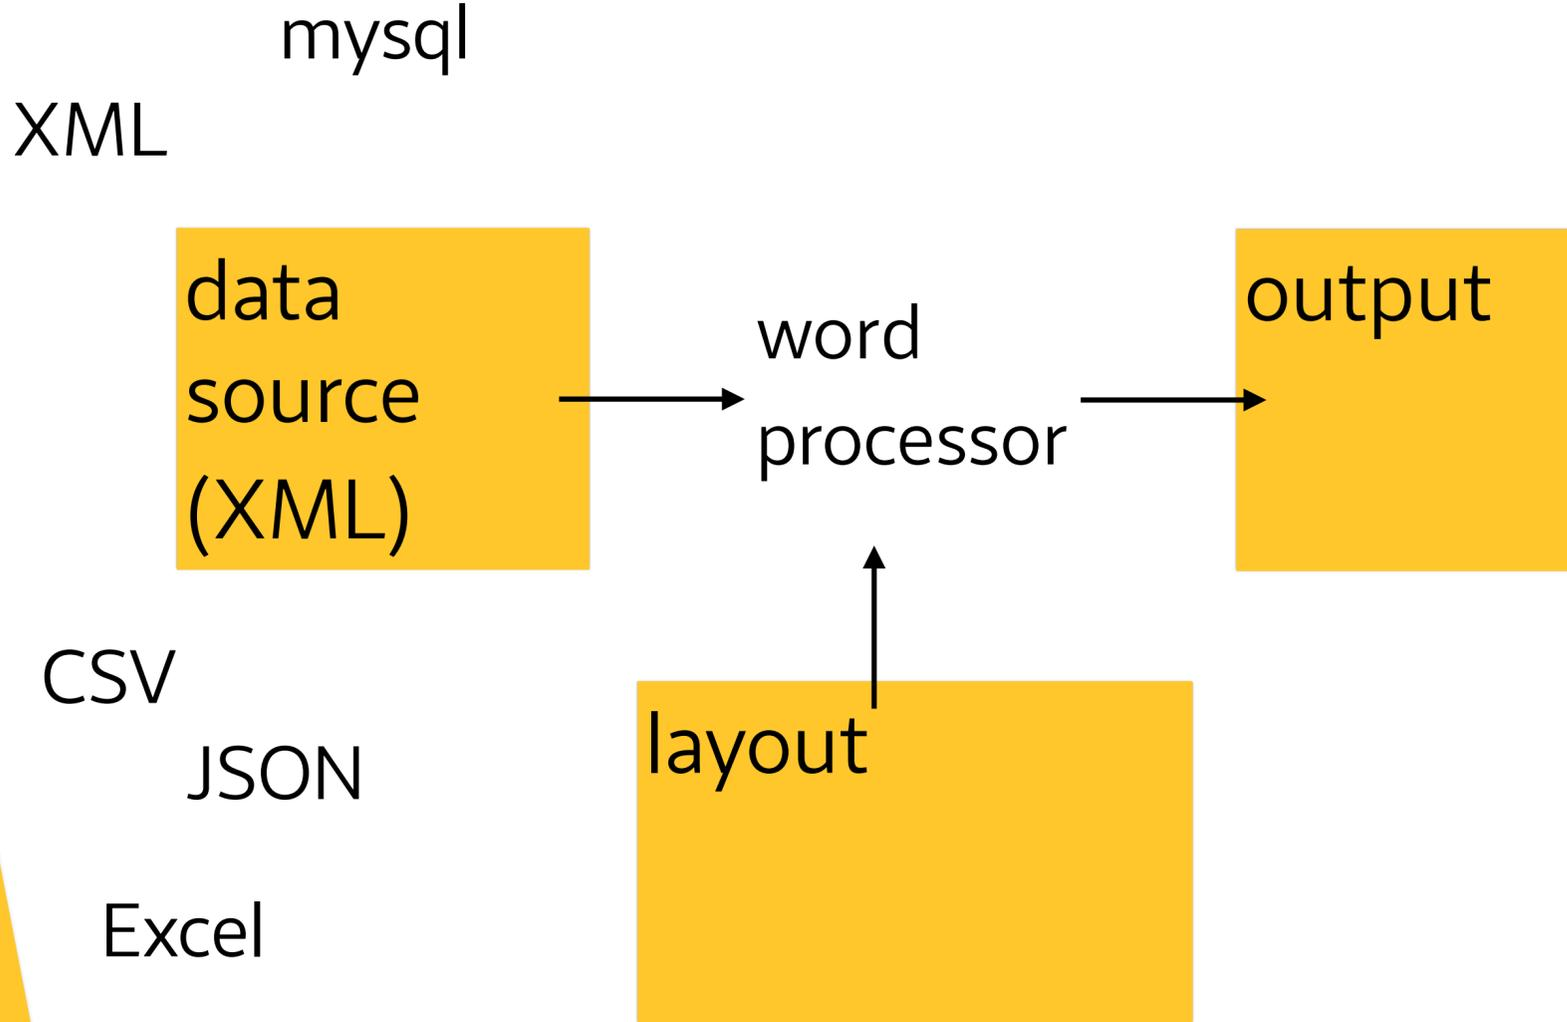 mysql
XML
data
source
(XML)
word
processor
output
CSV
JSON
layout
Excel